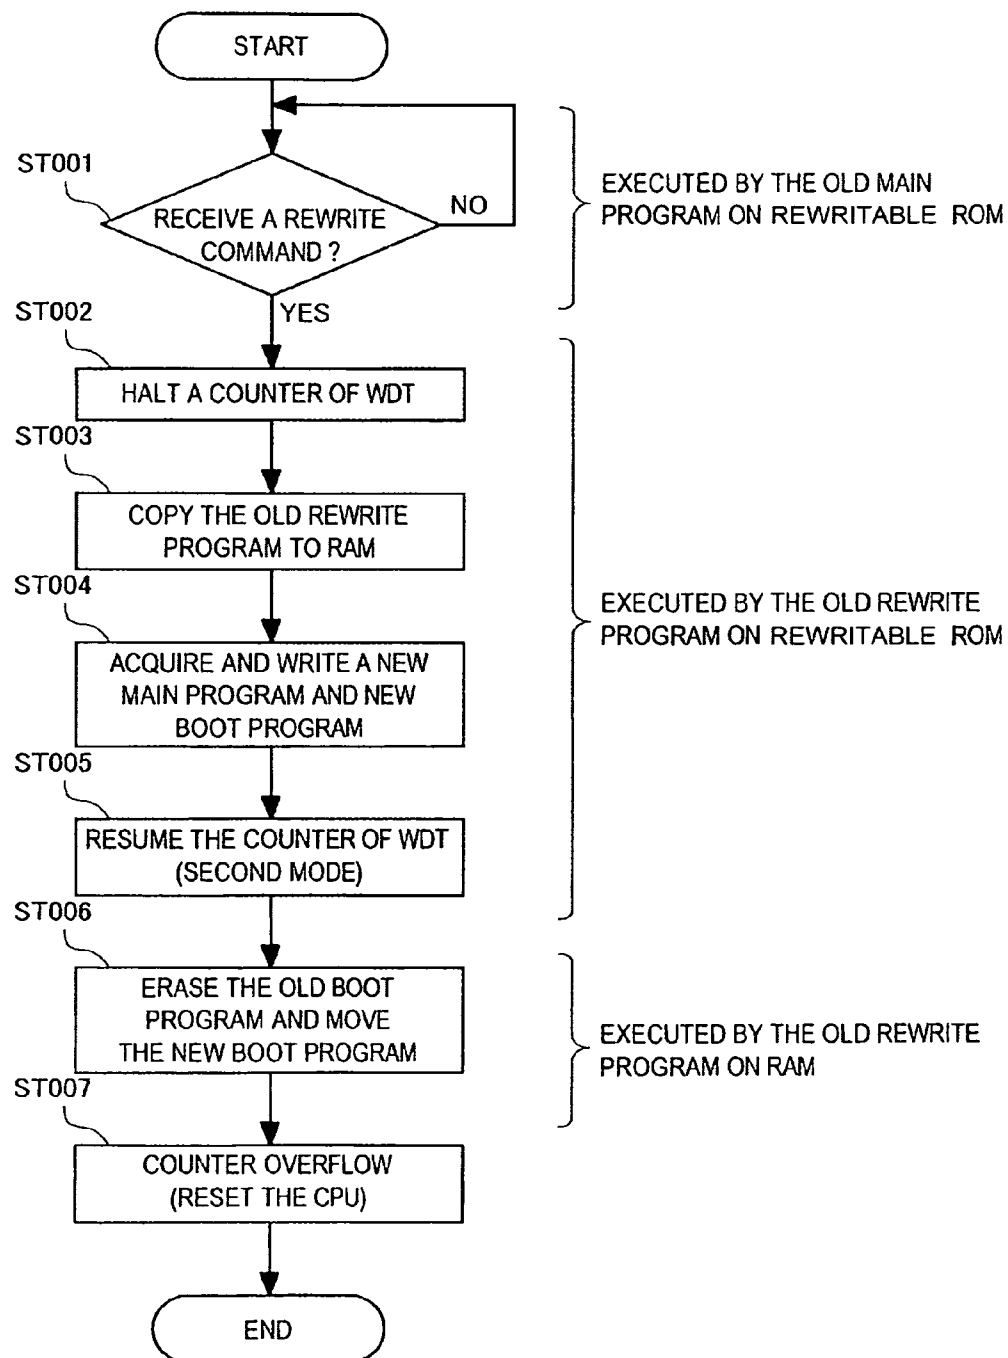 START
ST001
RECEIVE A REWRITE
COMMAND ?
NO
YES
EXECUTED BY THE OLD MAIN
PROGRAM ON REWRITABLE ROM
ST002
HALT A COUNTER OF WDT
ST003
COPY THE OLD REWRITE
PROGRAM TO RAM
ST004
ACQUIRE AND WRITE A NEW
MAIN PROGRAM AND NEW
BOOT PROGRAM
ST005
RESUME THE COUNTER OF WDT
(SECOND MODE)
EXECUTED BY THE OLD REWRITE
PROGRAM ON REWRITABLE ROM
ST006
ERASE THE OLD BOOT
PROGRAM AND MOVE
THE NEW BOOT PROGRAM
EXECUTED BY THE OLD REWRITE
PROGRAM ON RAM
ST007
COUNTER OVERFLOW
(RESET THE CPU)
END